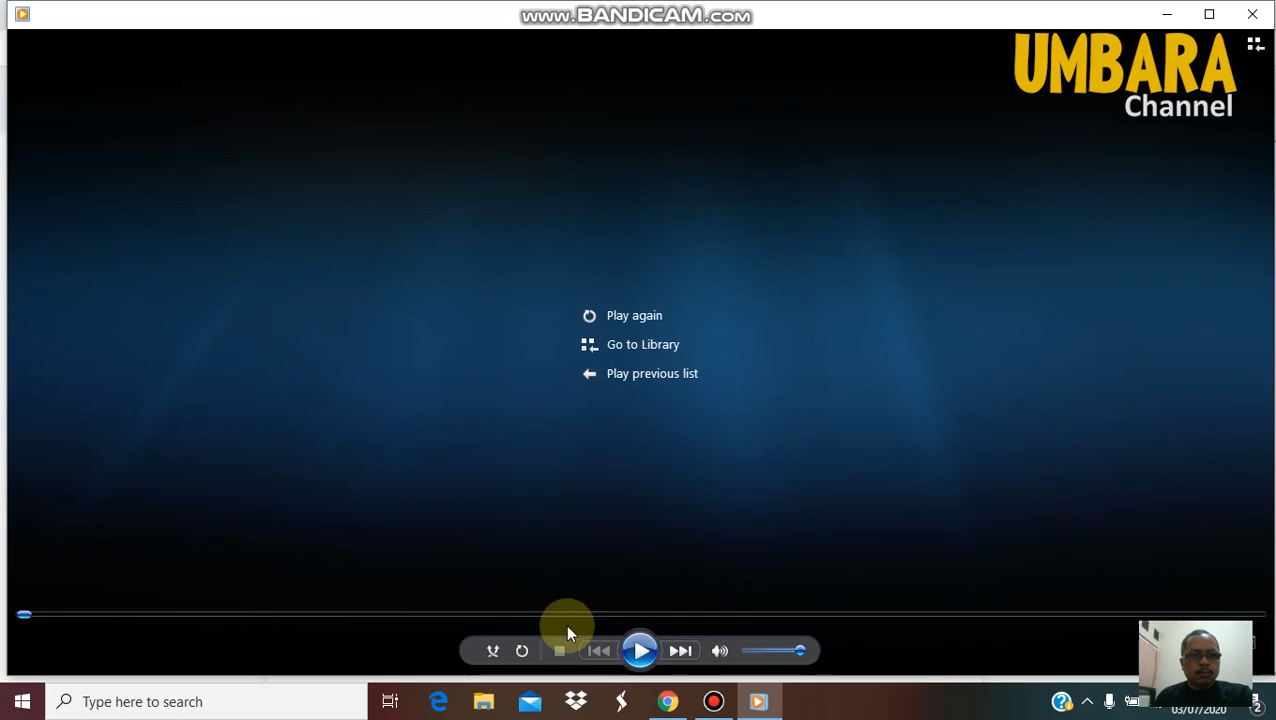 www.BANDICAM.com
UMBARA
Channel
Play again
Go to Library
Play previous list
Type here to search
03/07/2020
2